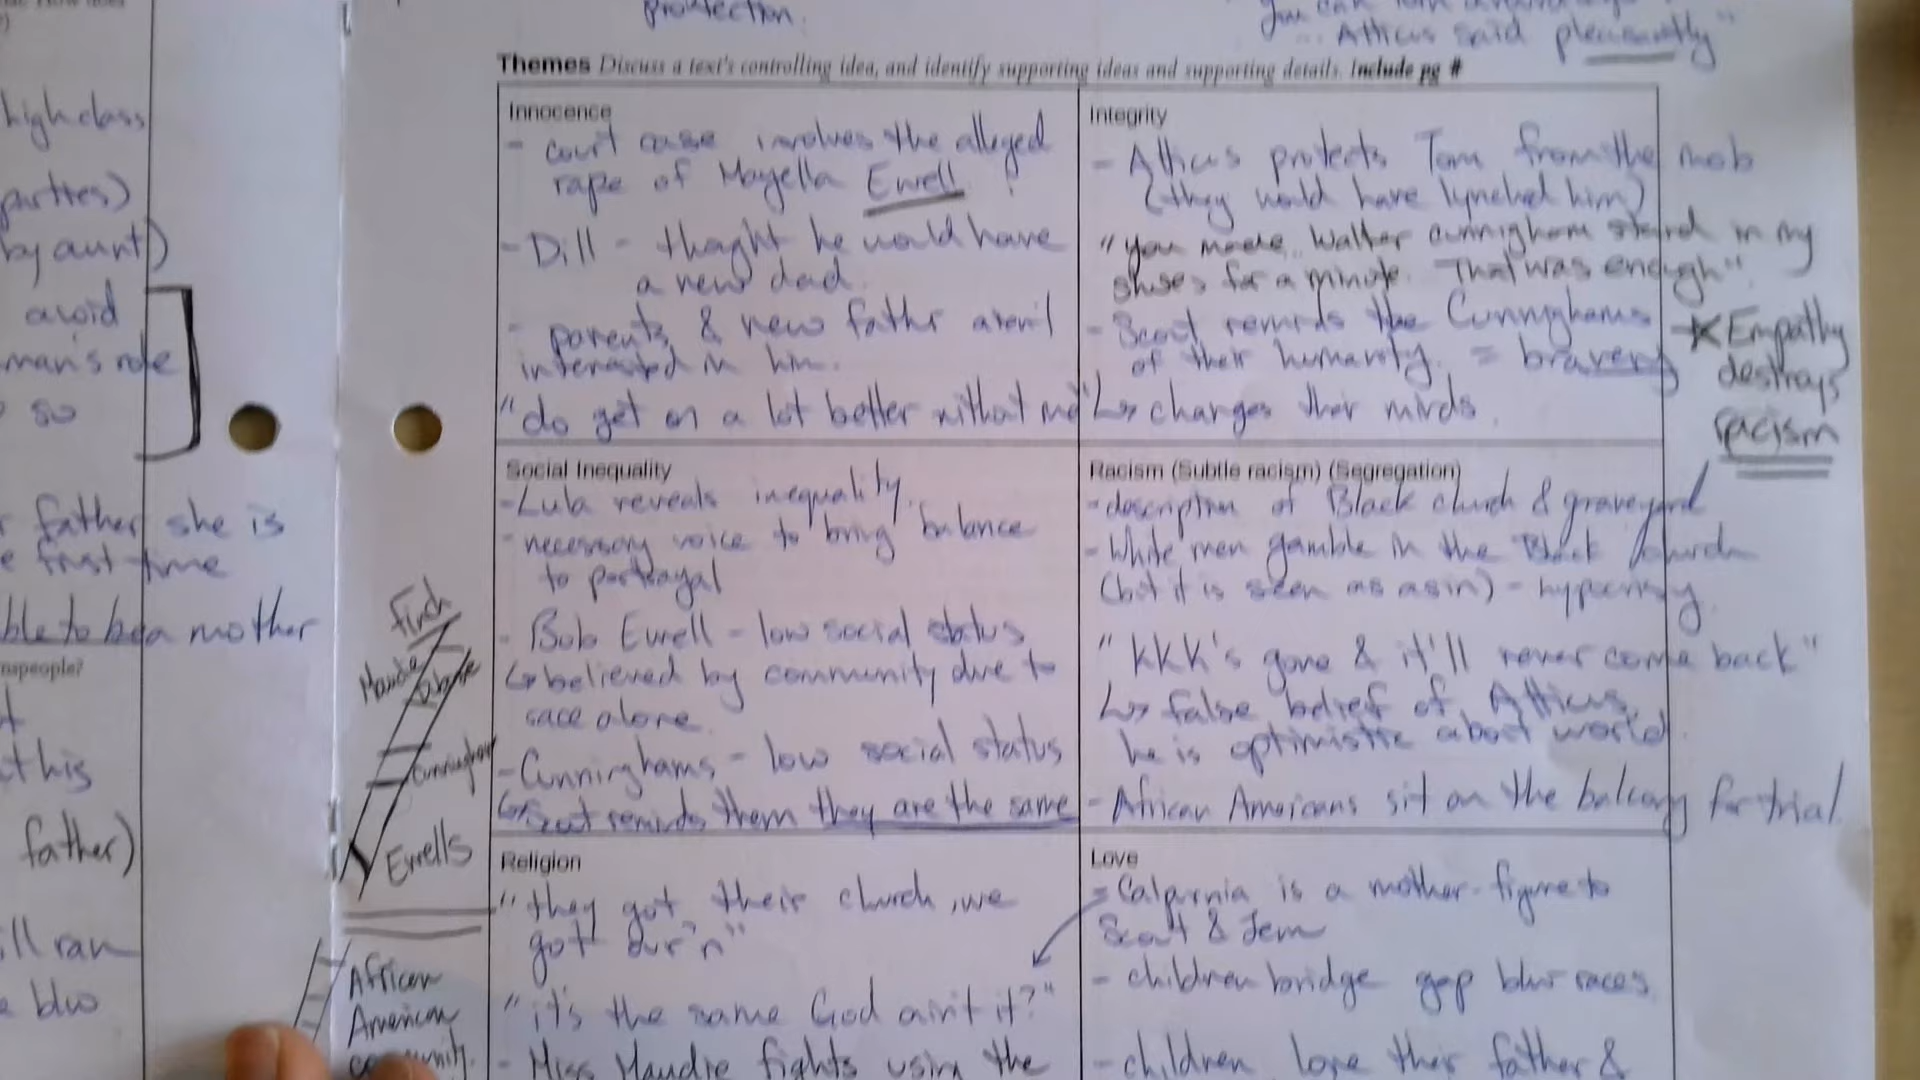 high class
parties)
by aunt)
avoid
man's role
so
father she is
e first time
ble to be a mother
nspeople?
this
father)
ill ran
e b/w
protection.
... Atticus said pleasantly"
Themes Discuss a text's controlling idea, and identify supporting ideas and supporting details. Include pg #
Innocence
- court case involves the alleged
rape of Mayella Ewell ?
- Dill - thought he would have
a new dad.
- parents & new father aren't
interested in him.
"do get on a lot better without me"
Integrity
- Atticus protects Tom from the mob
(they would have lynched him)
"you made Walter Cunnigham stand in my
shoes for a minute. That was enough".
- Scout reminds the Cunnighams
of their humanity. = bravery
↳ changes their minds.
* Empathy
destroys
racism
Social Inequality
- Lula reveals inequality.
- necessary voice to bring balance
to portrayal
- Bob Ewell - low social status
↳ believed by community due to
race alone.
- Cunninghams - low social status
↳ Scout reminds them they are the same
Racism (Subtle racism) (Segregation)
- description of Black church & graveyard
- White men gamble in the Black church
(but it is seen as a sin) - hypocrisy.
"KKK's gone & it'll never come back"
↳ false belief of Atticus,
he is optimistic about world.
- African Americans sit on the balcony for trial.
Finch
Maudie
Cunningham
Ewells
African
American
community.
Religion
"they got their church, we
got our'n"
"it's the same God ain't it?"
- Miss Maudie fights using the
Love
- Calpurnia is a mother-figure to
Scout & Jem
- children bridge gap b/w races.
- children love their father &